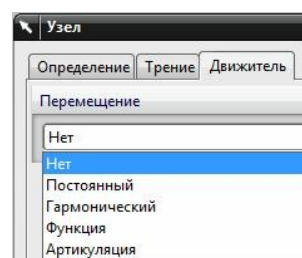 Узел
Определение Трение Движитель
Перемещение
Нет
Нет
Постоянный
Гармонический
Функция
Артикуляция